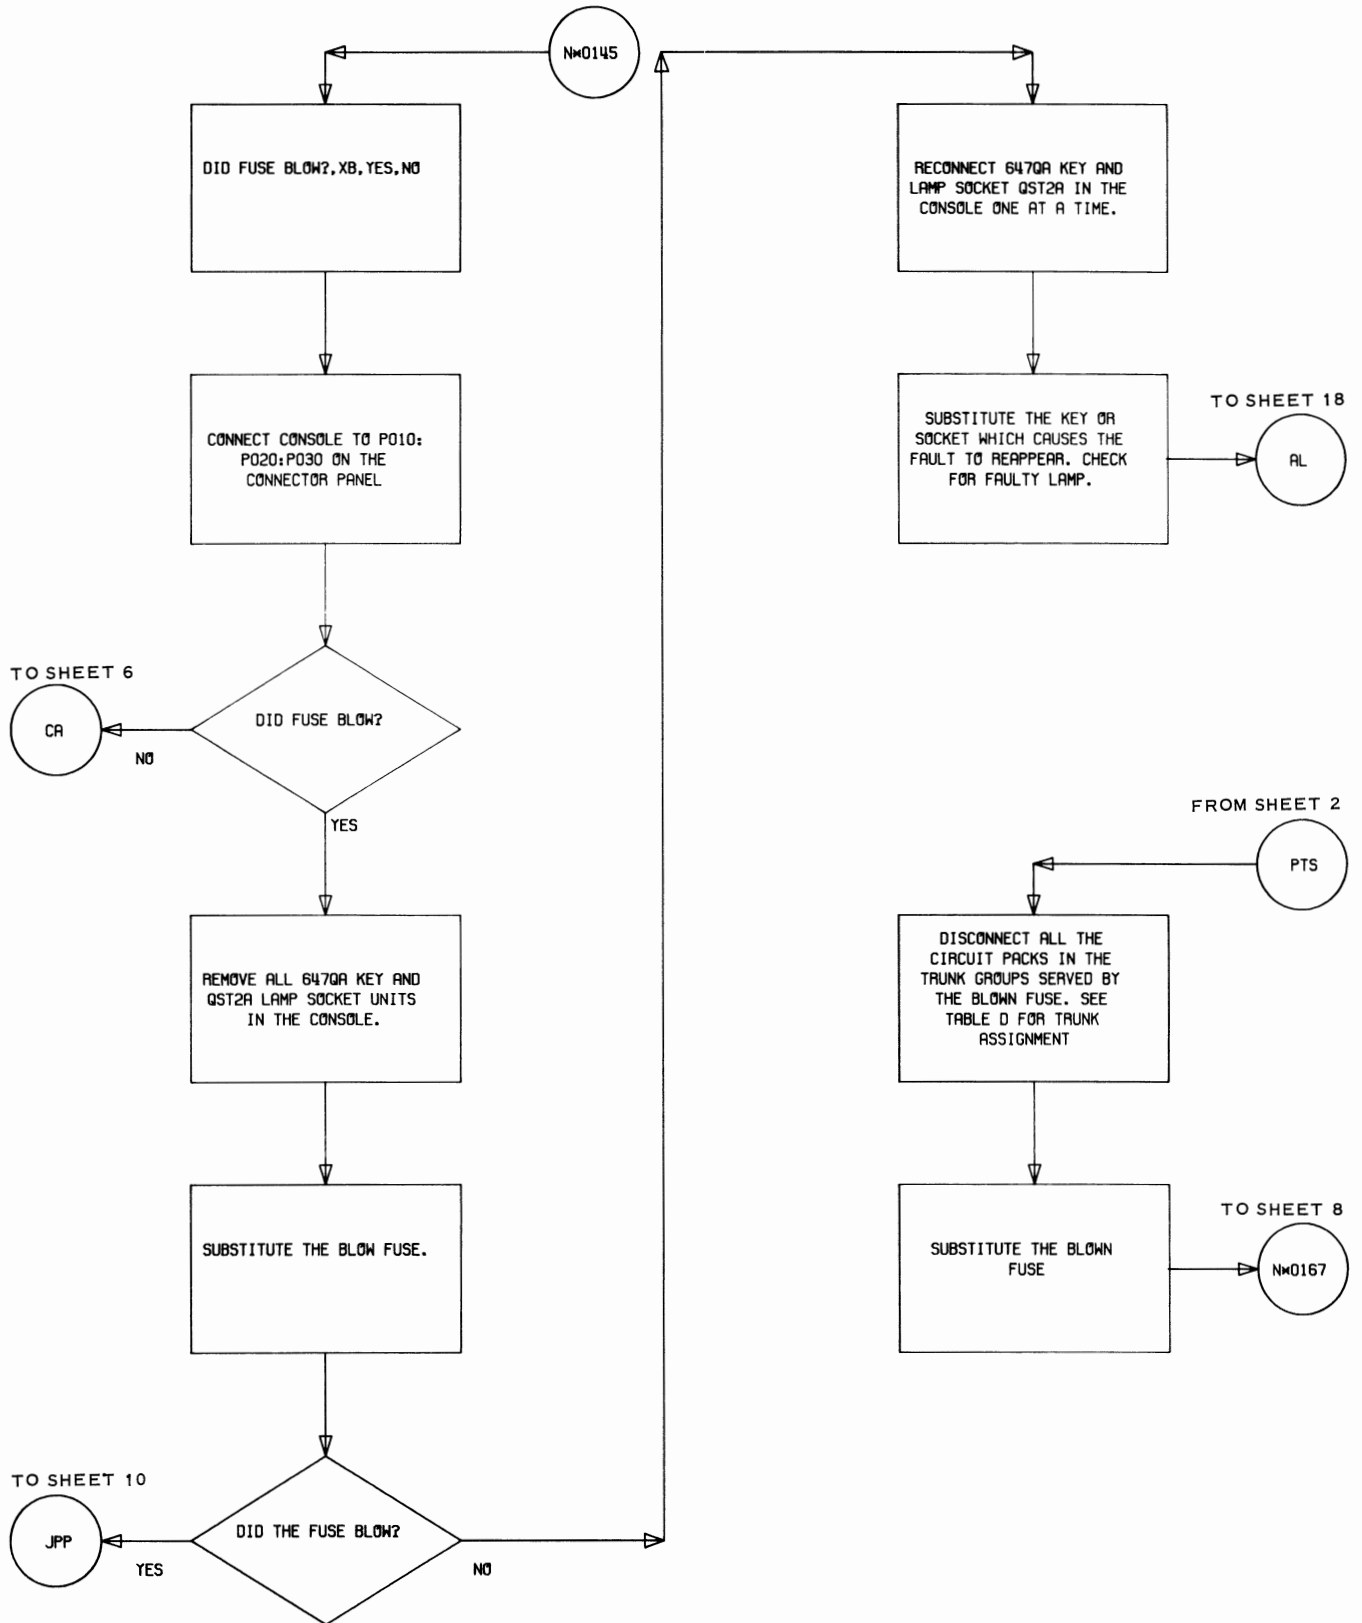 N*0145
DID FUSE BLOW?,XB,YES,NO
CONNECT CONSOLE TO P010:
P020:P030 ON THE
CONNECTOR PANEL
DID FUSE BLOW?
TO SHEET 6
CA
NO
YES
REMOVE ALL 647QA KEY AND
QST2A LAMP SOCKET UNITS
IN THE CONSOLE.
SUBSTITUTE THE BLOW FUSE.
DID THE FUSE BLOW?
TO SHEET 10
JPP
YES
NO
RECONNECT 647QA KEY AND
LAMP SOCKET QST2A IN THE
CONSOLE ONE AT A TIME.
SUBSTITUTE THE KEY OR
SOCKET WHICH CAUSES THE
FAULT TO REAPPEAR. CHECK
FOR FAULTY LAMP.
TO SHEET 18
AL
FROM SHEET 2
PTS
DISCONNECT ALL THE
CIRCUIT PACKS IN THE
TRUNK GROUPS SERVED BY
THE BLOWN FUSE. SEE
TABLE D FOR TRUNK
ASSIGNMENT
SUBSTITUTE THE BLOWN
FUSE
TO SHEET 8
N*0167